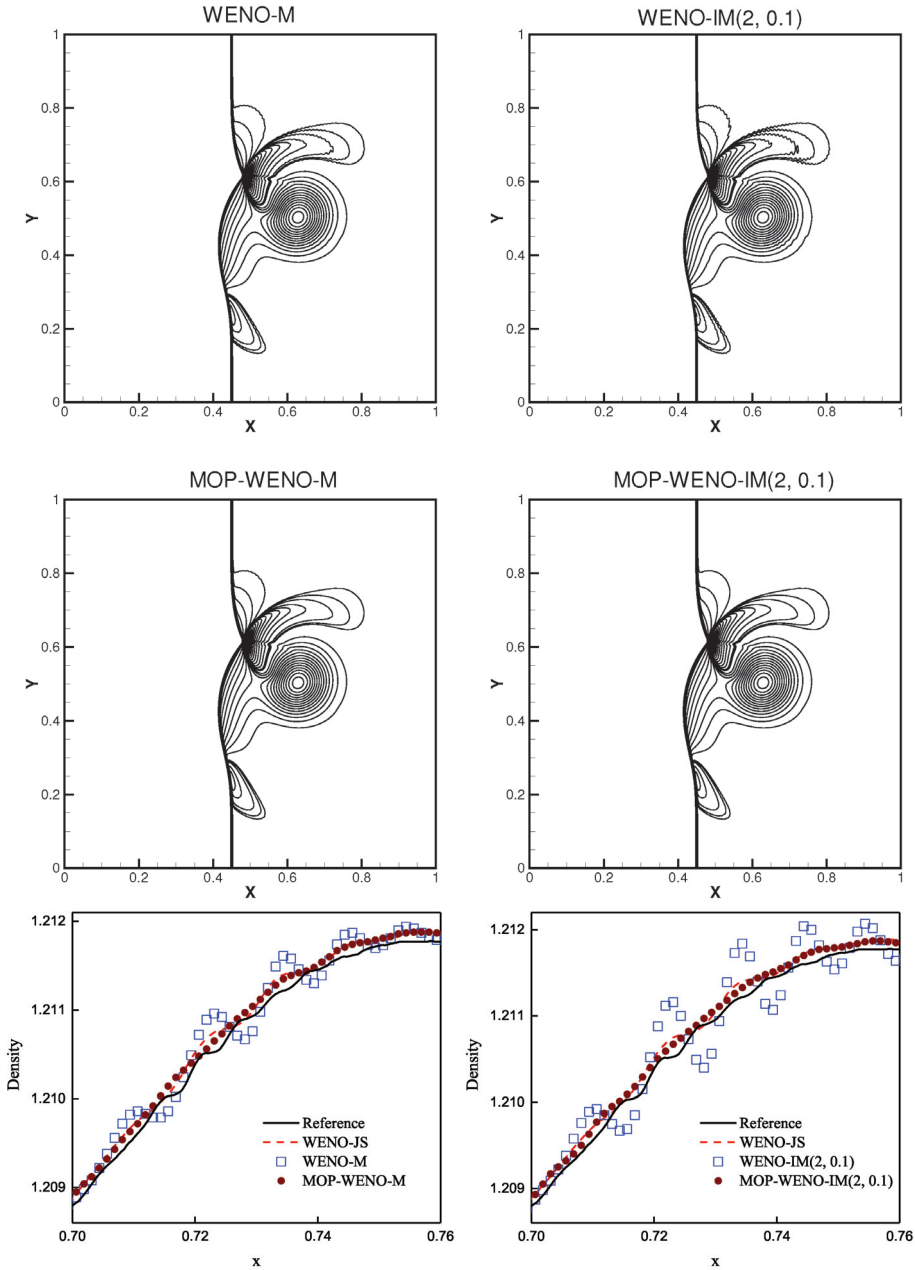 WENO-M
WENO-IM(2, 0.1)
1
0.8
0.6
Y
0.4
0.2
0
0 0.2 0.4 0.6 0.8 1
X
1
0.8
0.6
Y
0.4
0.2
0
0 0.2 0.4 0.6 0.8 1
X
MOP-WENO-M
MOP-WENO-IM(2, 0.1)
1
0.8
0.6
Y
0.4
0.2
0
0 0.2 0.4 0.6 0.8 1
X
1
0.8
0.6
Y
0.4
0.2
0
0 0.2 0.4 0.6 0.8 1
X
1.212
1.211
Density
1.210
1.209
Reference
WENO-JS
WENO-M
MOP-WENO-M
0.70 0.72 0.74 0.76
x
1.212
1.211
Density
1.210
1.209
Reference
WENO-JS
WENO-IM(2, 0.1)
MOP-WENO-IM(2, 0.1)
0.70 0.72 0.74 0.76
x